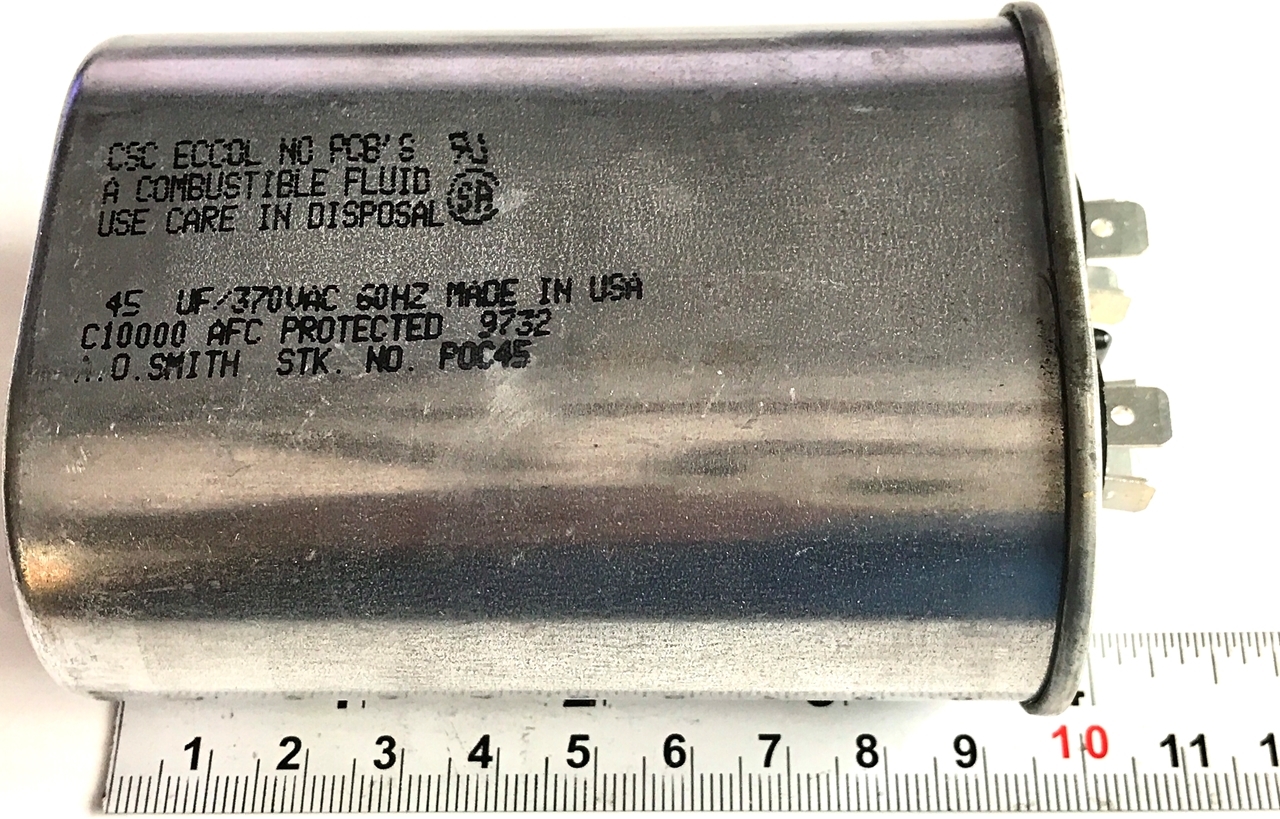 CSC ECCOL NO PCB'S
A COMBUSTIBLE FLUID
USE CARE IN DISPOSAL
SA
45 UF/370VAC 60HZ MADE IN USA
C10000 AFC PROTECTED 9732
A.O.SMITH STK. NO. POC45
1 2 3 4 5 6 7 8 9 10 11